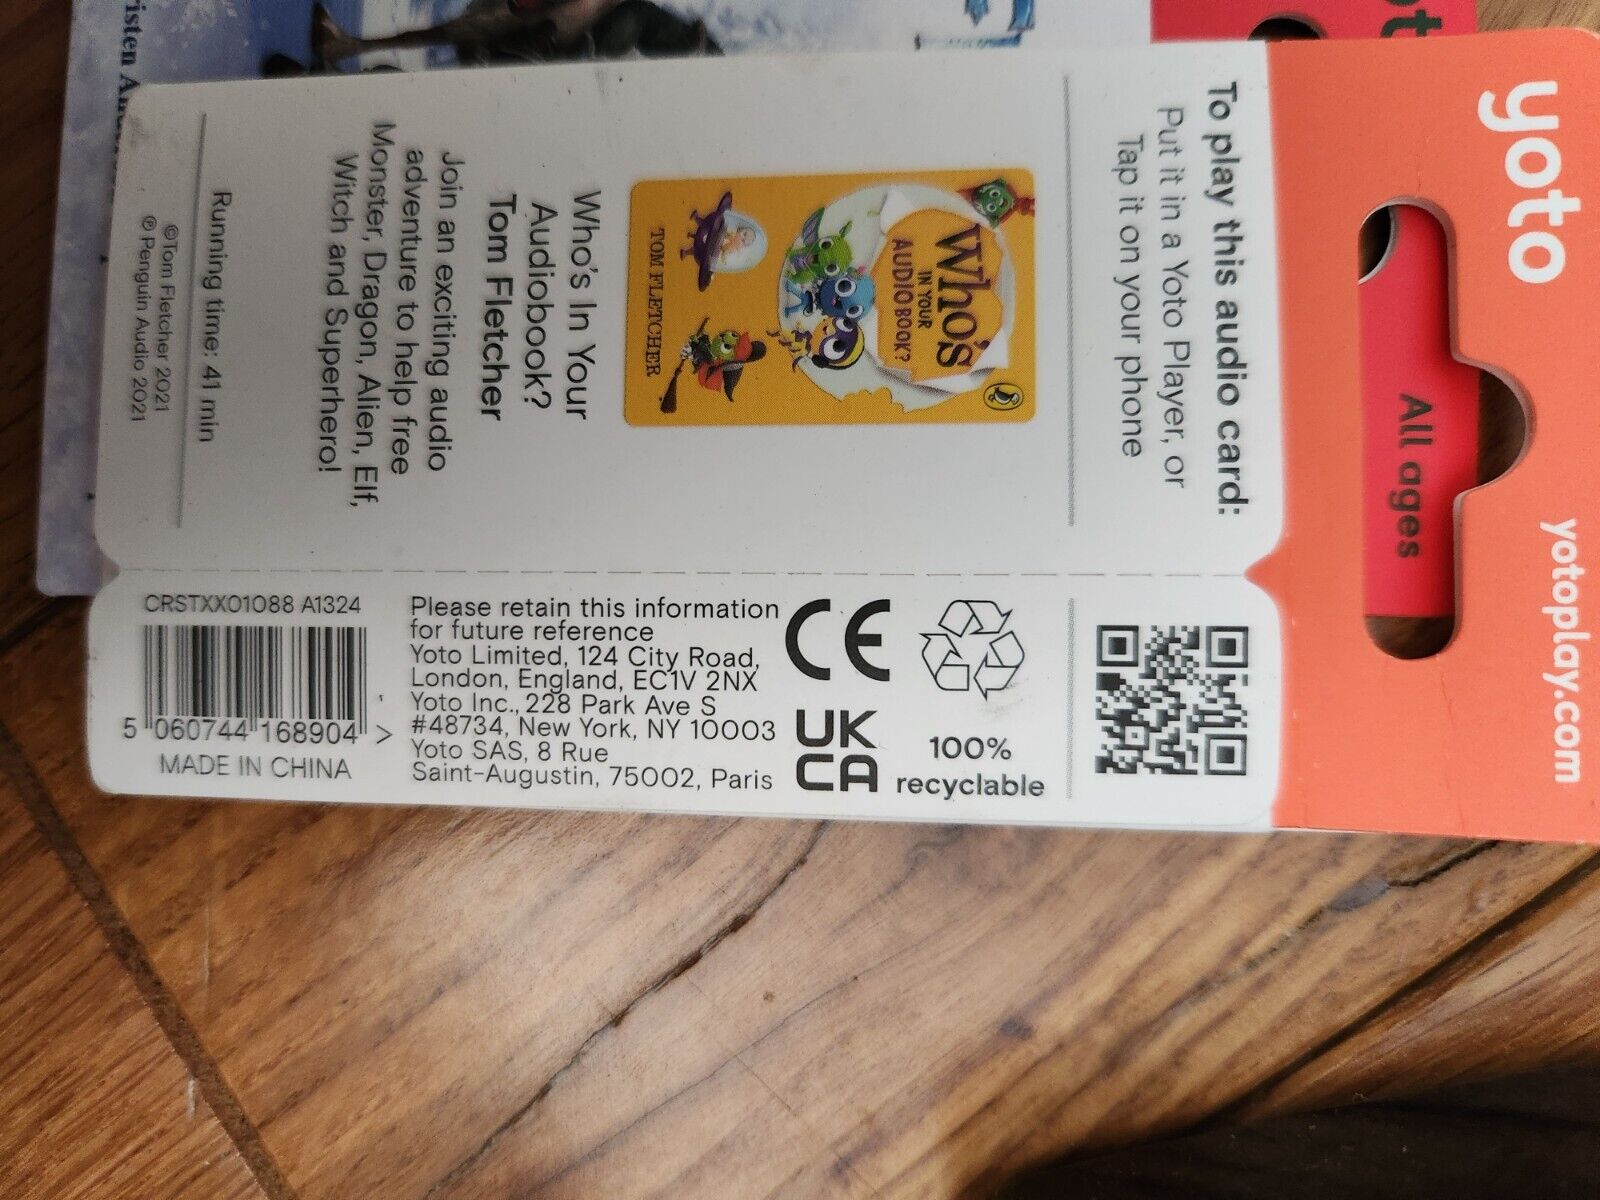 yoto
yotoplay.com
All ages
To play this audio card:
Put it in a Yoto Player, or
Tap it on your phone
Who's
IN YOUR
AUDIOBOOK?
TOM FLETCHER
Who's In Your
Audiobook?
Tom Fletcher
Join an exciting audio
adventure to help free
Monster, Dragon, Alien, Elf,
Witch and Superhero!
Running time: 41 min
©Tom Fletcher 2021
℗ Penguin Audio 2021
100%
recyclable
CE
UK
CA
Please retain this information
for future reference
Yoto Limited, 124 City Road,
London, England, EC1V 2NX
Yoto Inc., 228 Park Ave S
#48734, New York, NY 10003
Yoto SAS, 8 Rue
Saint-Augustin, 75002, Paris
CRSTXX01088 A1324
5 060744 168904 >
MADE IN CHINA